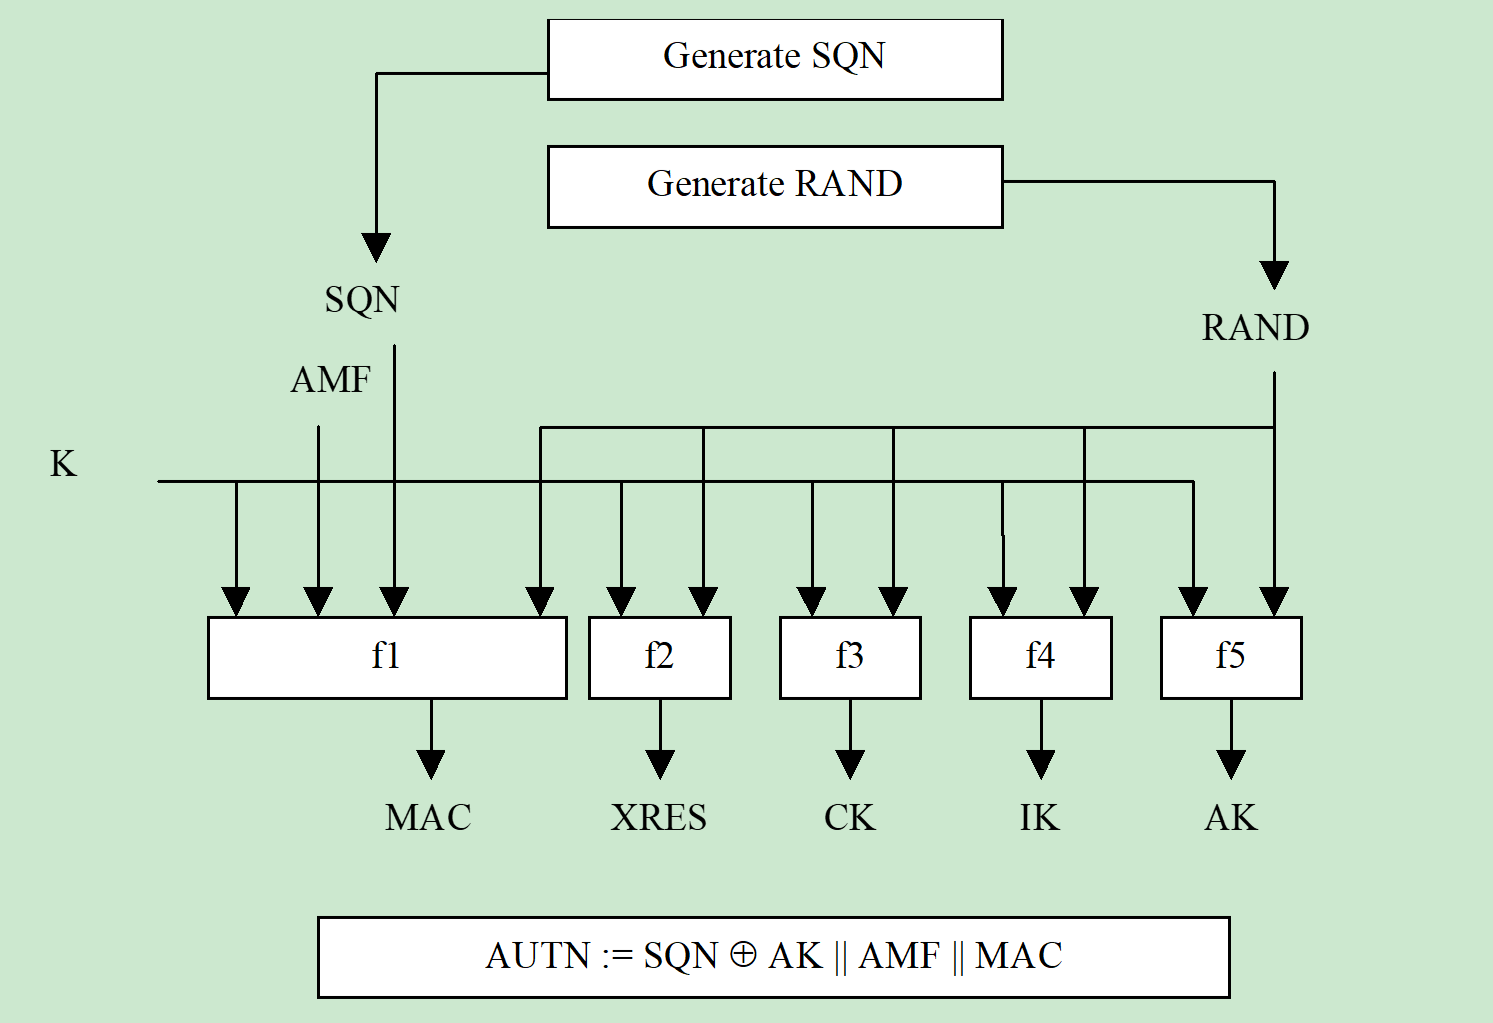 Generate SQN
Generate RAND
SQN
RAND
AMF
K
f1
f2
f3
f4
f5
MAC
XRES
CK
IK
AK
AUTN := SQN ⊕ AK || AMF || MAC